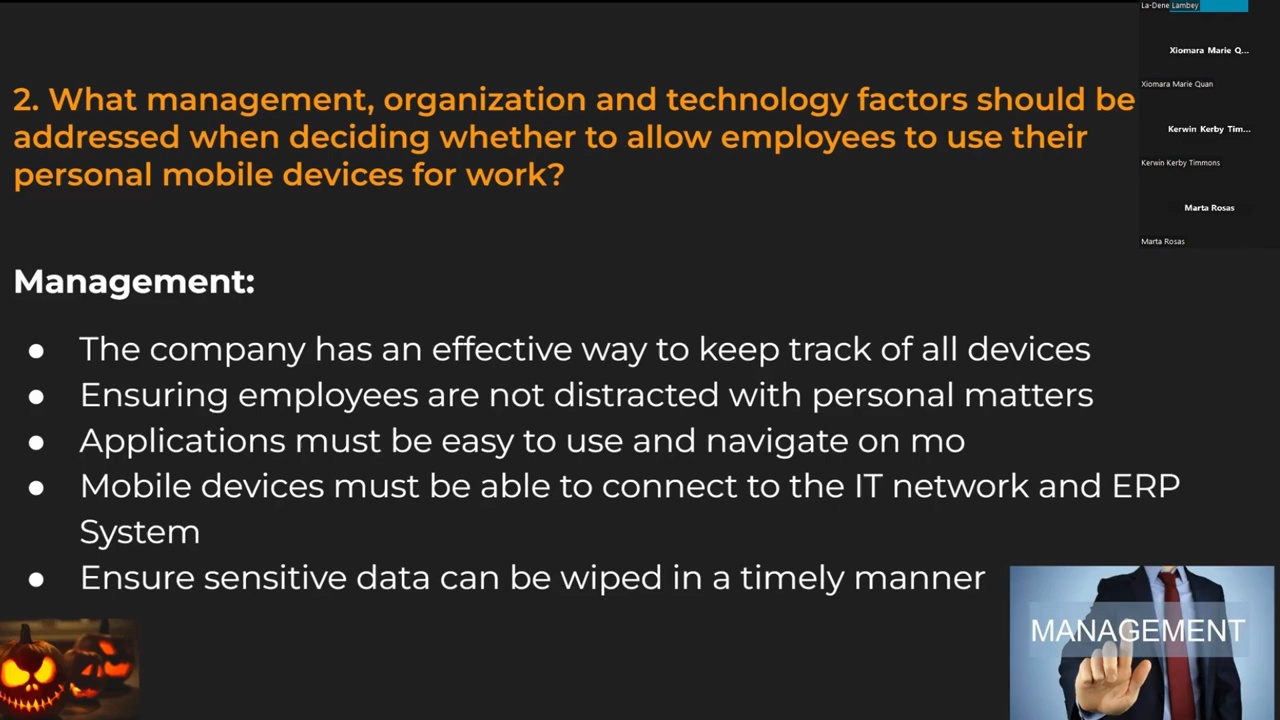 La-Dene Lambey
Xiomara Marie Q...
Xiomara Marie Quan
Kerwin Kerby Tim...
Kerwin Kerby Timmons
Marta Rosas
Marta Rosas
2. What management, organization and technology factors should be
addressed when deciding whether to allow employees to use their
personal mobile devices for work?
Management:
● The company has an effective way to keep track of all devices
● Ensuring employees are not distracted with personal matters
● Applications must be easy to use and navigate on mo
● Mobile devices must be able to connect to the IT network and ERP
System
● Ensure sensitive data can be wiped in a timely manner
MANAGEMENT